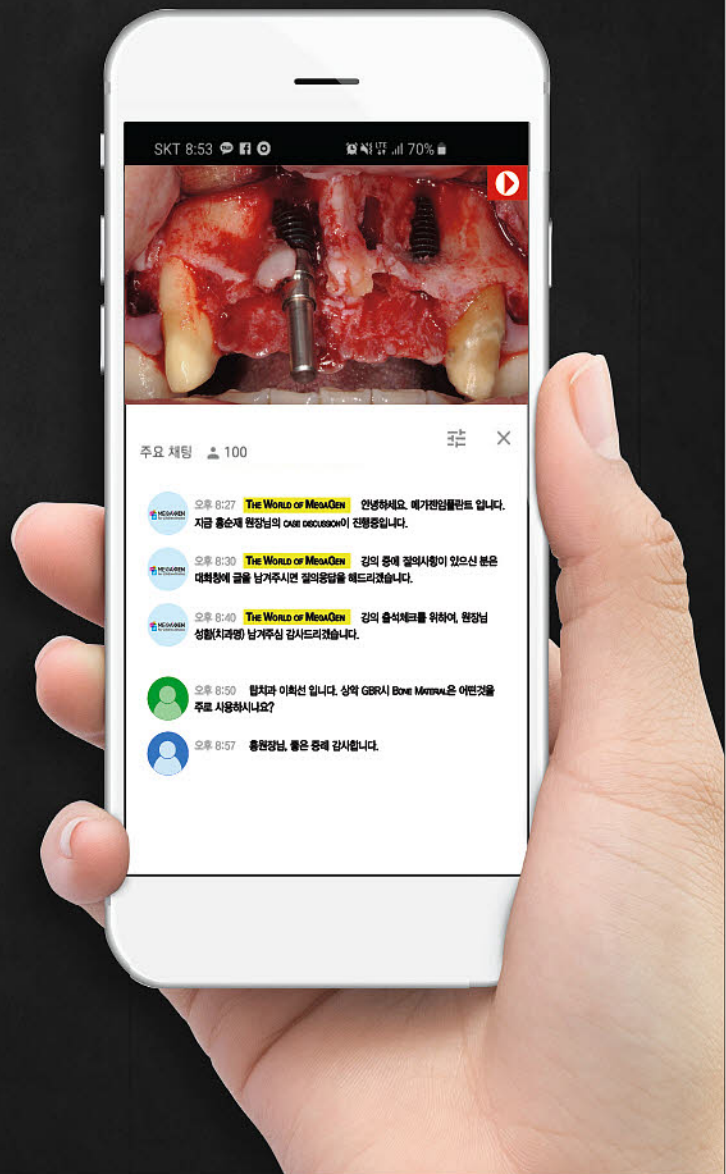 SKT 8:53
LTE 70%
주요 채팅 100
오후 8:27 THE WORLD OF MEGAGEN 안녕하세요. 메가젠임플란트 입니다.
지금 홍순재 원장님의 CASE DISCUSSION이 진행중입니다.
오후 8:30 THE WORLD OF MEGAGEN 강의 중에 질의사항이 있으신 분은
대화창에 글을 남겨주시면 질의응답을 해드리겠습니다.
오후 8:40 THE WORLD OF MEGAGEN 강의 출석체크를 위하여, 원장님
성함(치과명) 남겨주심 감사드리겠습니다.
MEGAGEN
MEGAGEN
MEGAGEN
오후 8:50 탑치과 이희선 입니다. 상악 GBR시 BONE MATERIAL은 어떤것을
주로 사용하시나요?
오후 8:57 홍원장님, 좋은 증례 감사합니다.